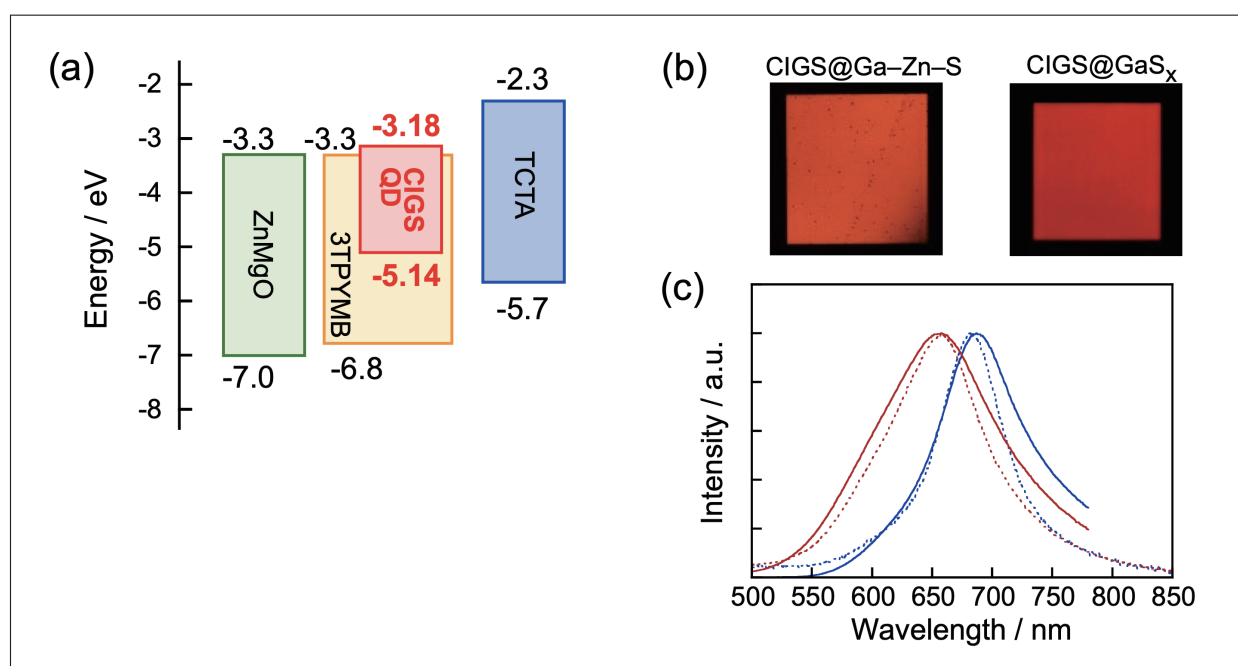 (a)
Energy / eV
-2
-3
-4
-5
-6
-7
-8
-3.3
ZnMgO
-7.0
-3.3
3TPYMB
-6.8
-3.18
CIGS
QD
-5.14
-2.3
TCTA
-5.7
(b)
CIGS@Ga–Zn–S
CIGS@GaSₓ
(c)
Intensity / a.u.
500 550 600 650 700 750 800 850
Wavelength / nm